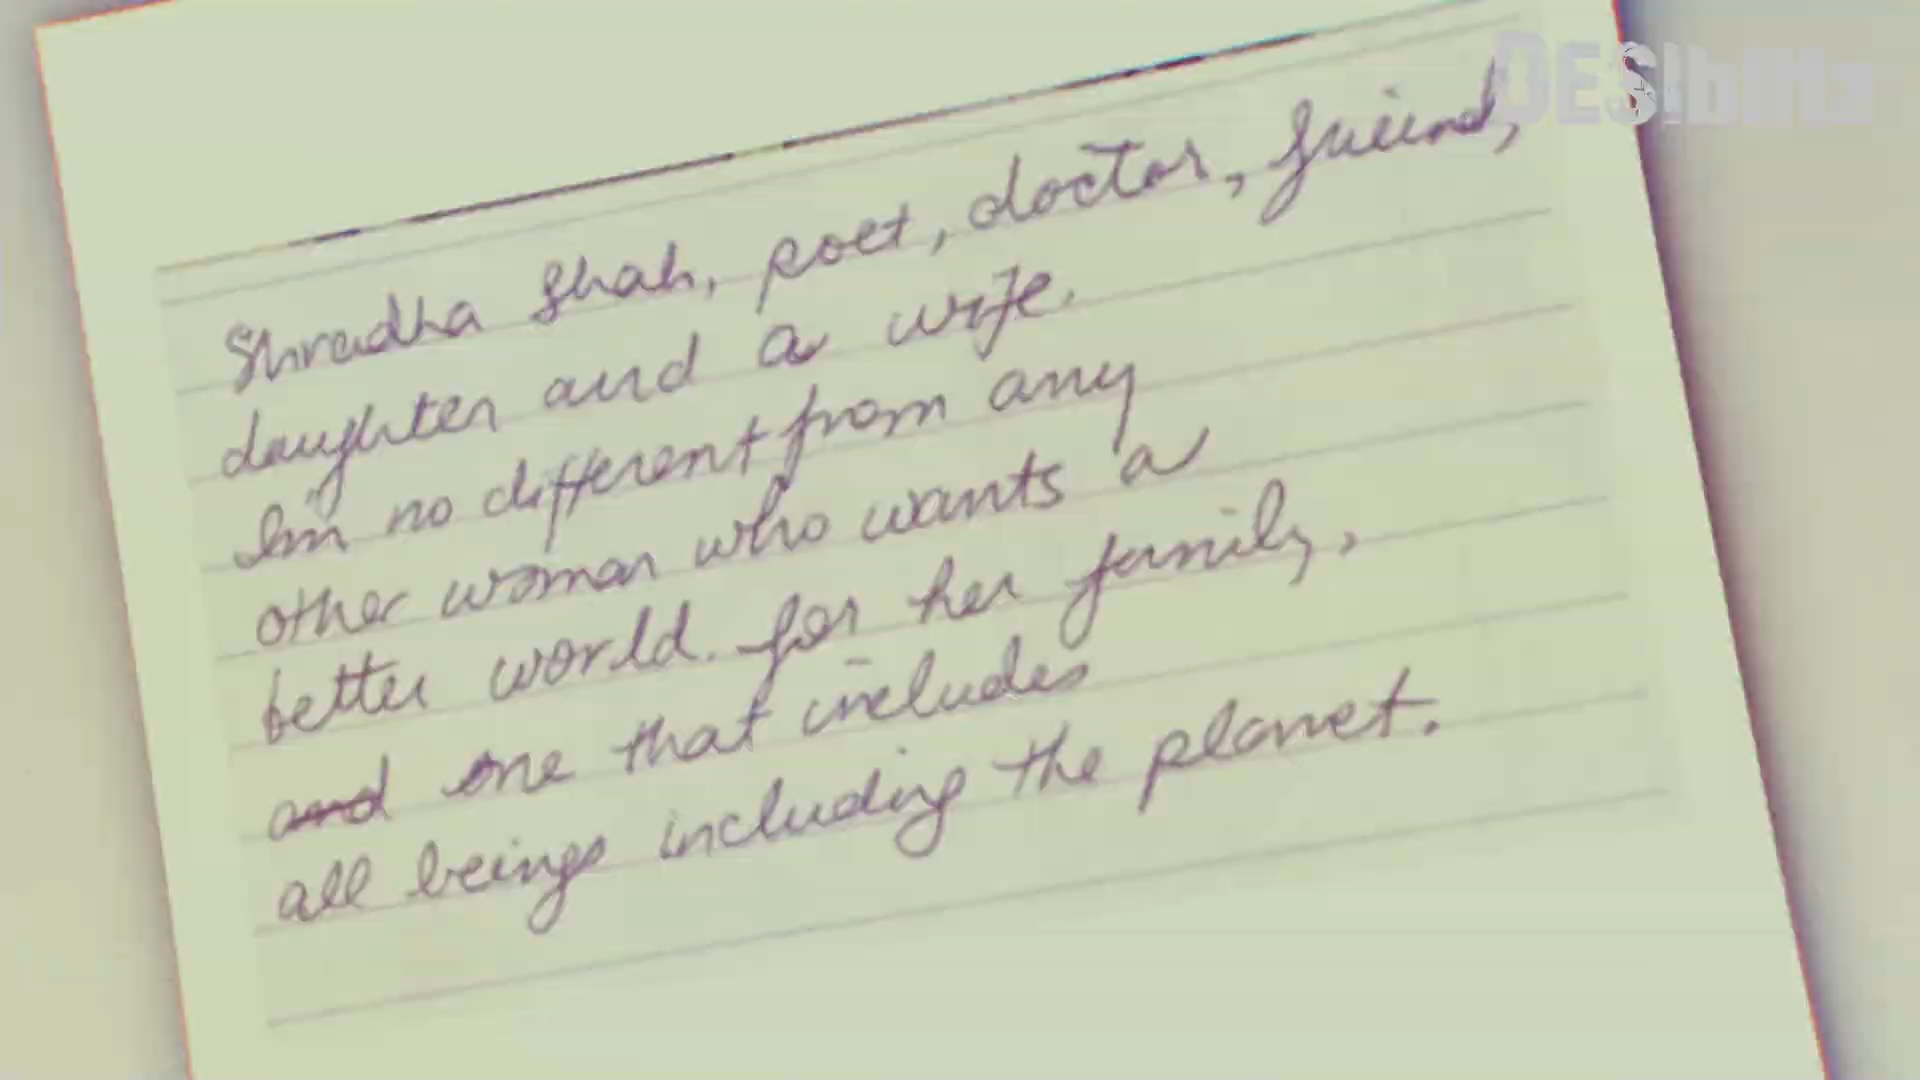 DESIblitz
Shradha Shah, poet, doctor, friend,
daughter and a wife.
I'm no different from any
other woman who wants a
better world for her family,
and one that includes
all beings including the planet.